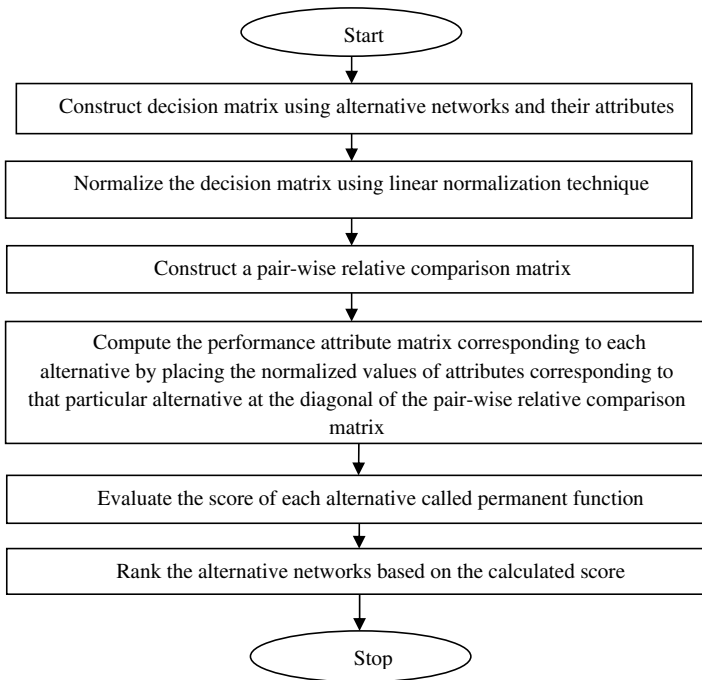 Start
Construct decision matrix using alternative networks and their attributes
Normalize the decision matrix using linear normalization technique
Construct a pair-wise relative comparison matrix
Compute the performance attribute matrix corresponding to each
alternative by placing the normalized values of attributes corresponding to
that particular alternative at the diagonal of the pair-wise relative comparison
matrix
Evaluate the score of each alternative called permanent function
Rank the alternative networks based on the calculated score
Stop